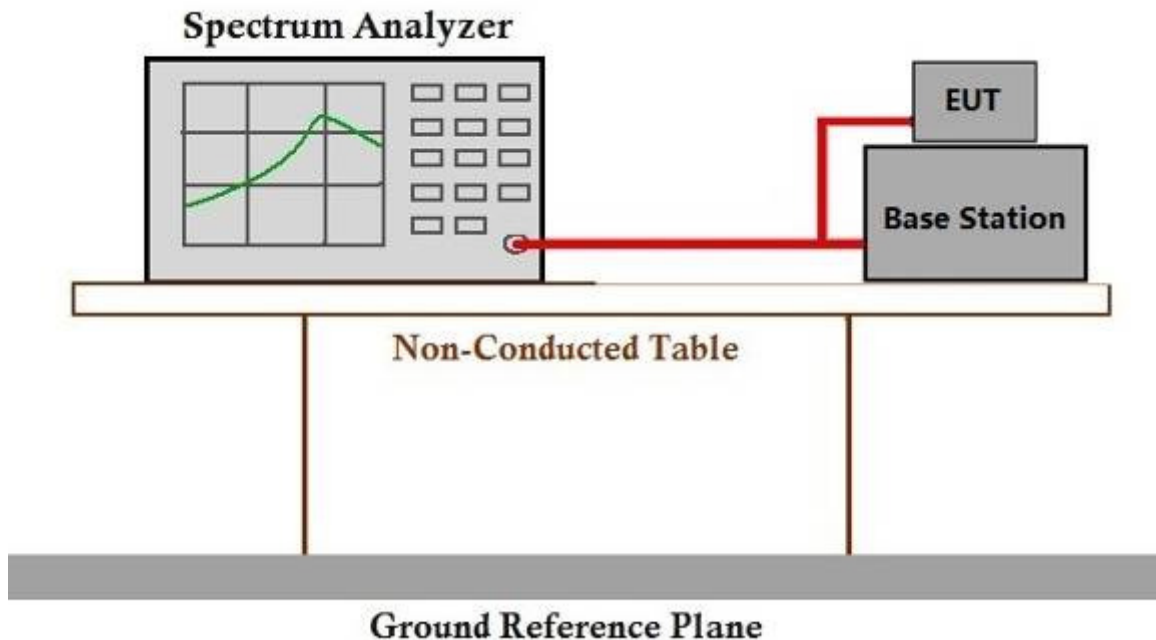 Spectrum Analyzer
EUT
Base Station
Non-Conducted Table
Ground Reference Plane